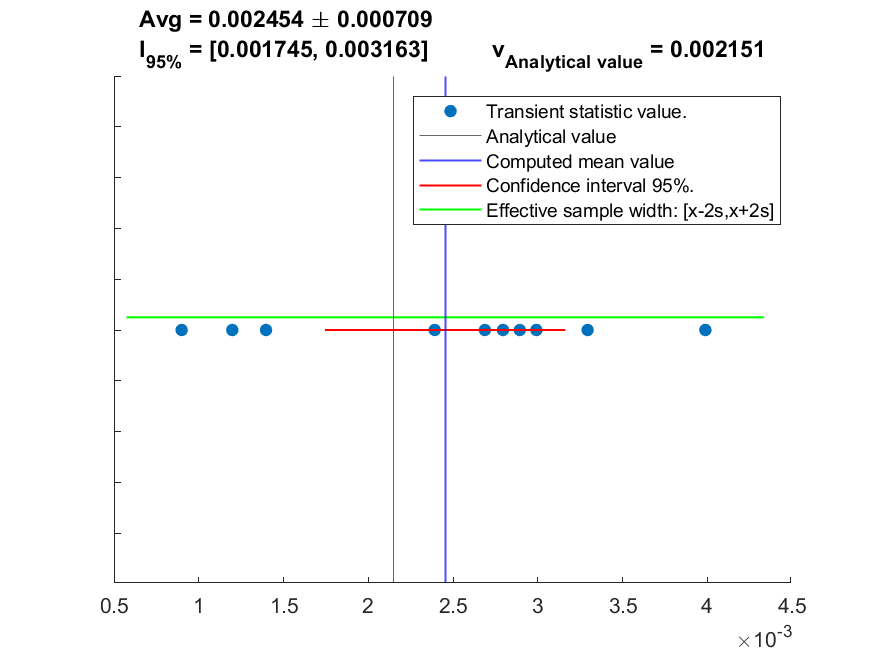 Avg = 0.002454 ± 0.000709
I95% = [0.001745, 0.003163] vAnalytical value = 0.002151
Transient statistic value.
Analytical value
Computed mean value
Confidence interval 95%.
Effective sample width: [x-2s,x+2s]
0.5 1 1.5 2 2.5 3 3.5 4 4.5
×10-3